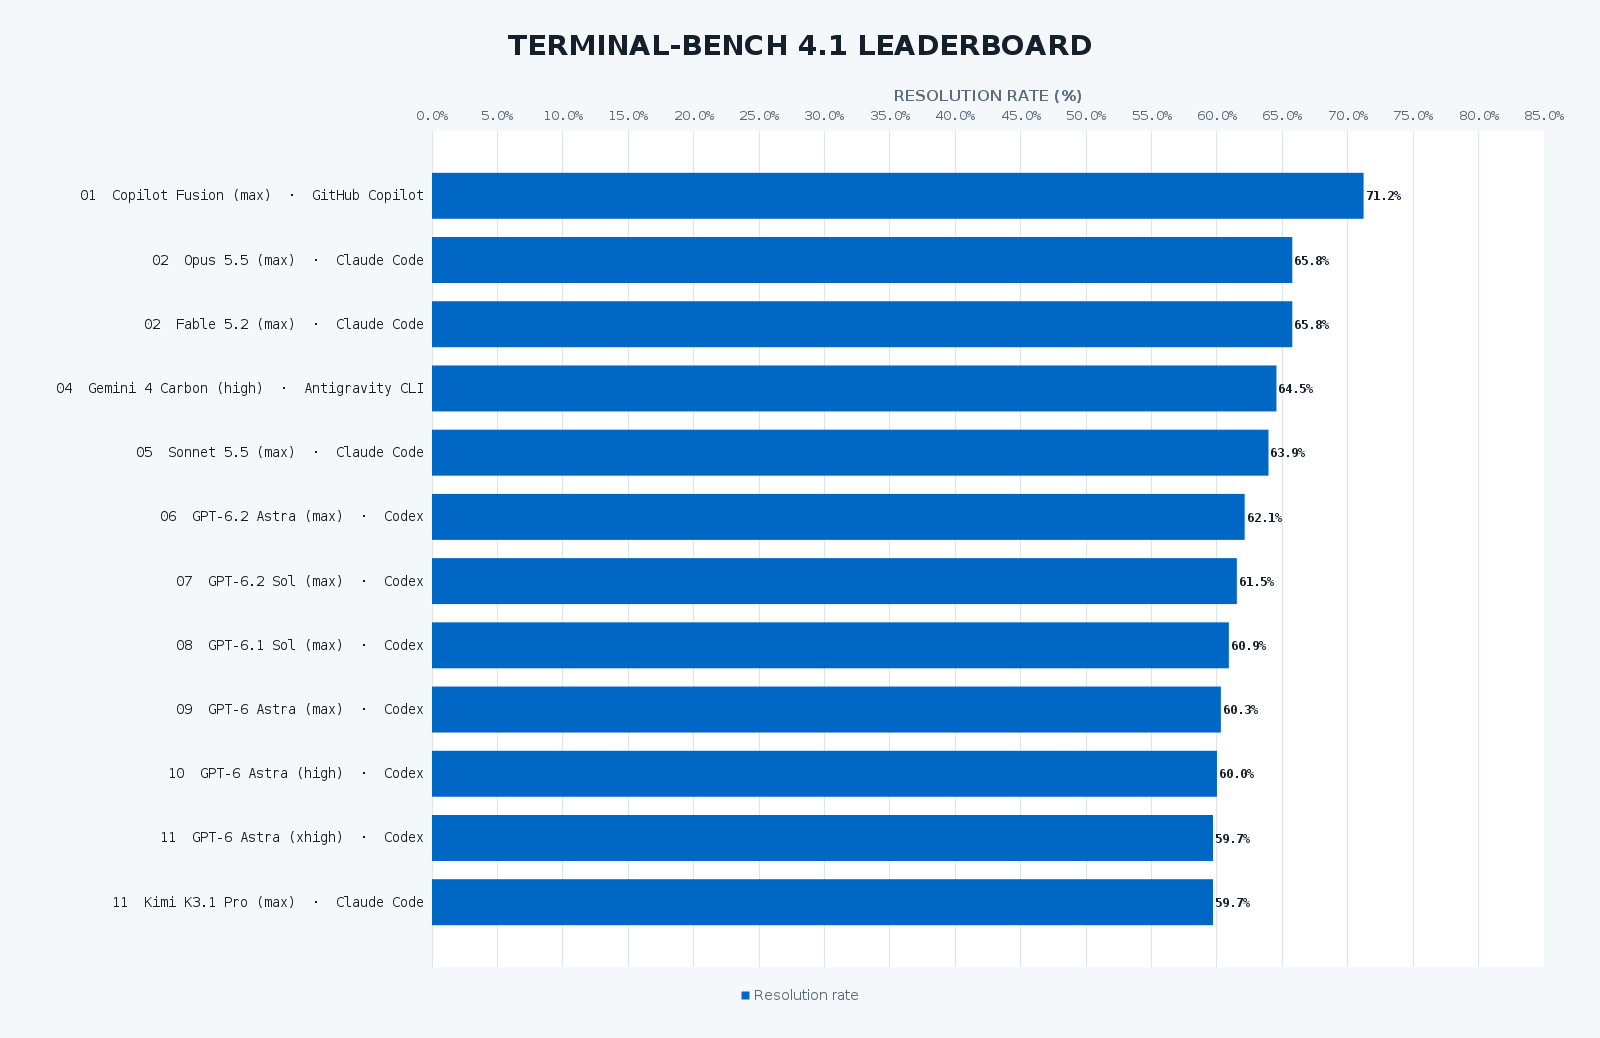 TERMINAL-BENCH 4.1 LEADERBOARD
RESOLUTION RATE (%)
0.0% 5.0% 10.0% 15.0% 20.0% 25.0% 30.0% 35.0% 40.0% 45.0% 50.0% 55.0% 60.0% 65.0% 70.0% 75.0% 80.0% 85.0%
01 Copilot Fusion (max) · GitHub Copilot 71.2%
02 Opus 5.5 (max) · Claude Code 65.8%
02 Fable 5.2 (max) · Claude Code 65.8%
04 Gemini 4 Carbon (high) · Antigravity CLI 64.5%
05 Sonnet 5.5 (max) · Claude Code 63.9%
06 GPT-6.2 Astra (max) · Codex 62.1%
07 GPT-6.2 Sol (max) · Codex 61.5%
08 GPT-6.1 Sol (max) · Codex 60.9%
09 GPT-6 Astra (max) · Codex 60.3%
10 GPT-6 Astra (high) · Codex 60.0%
11 GPT-6 Astra (xhigh) · Codex 59.7%
11 Kimi K3.1 Pro (max) · Claude Code 59.7%
Resolution rate